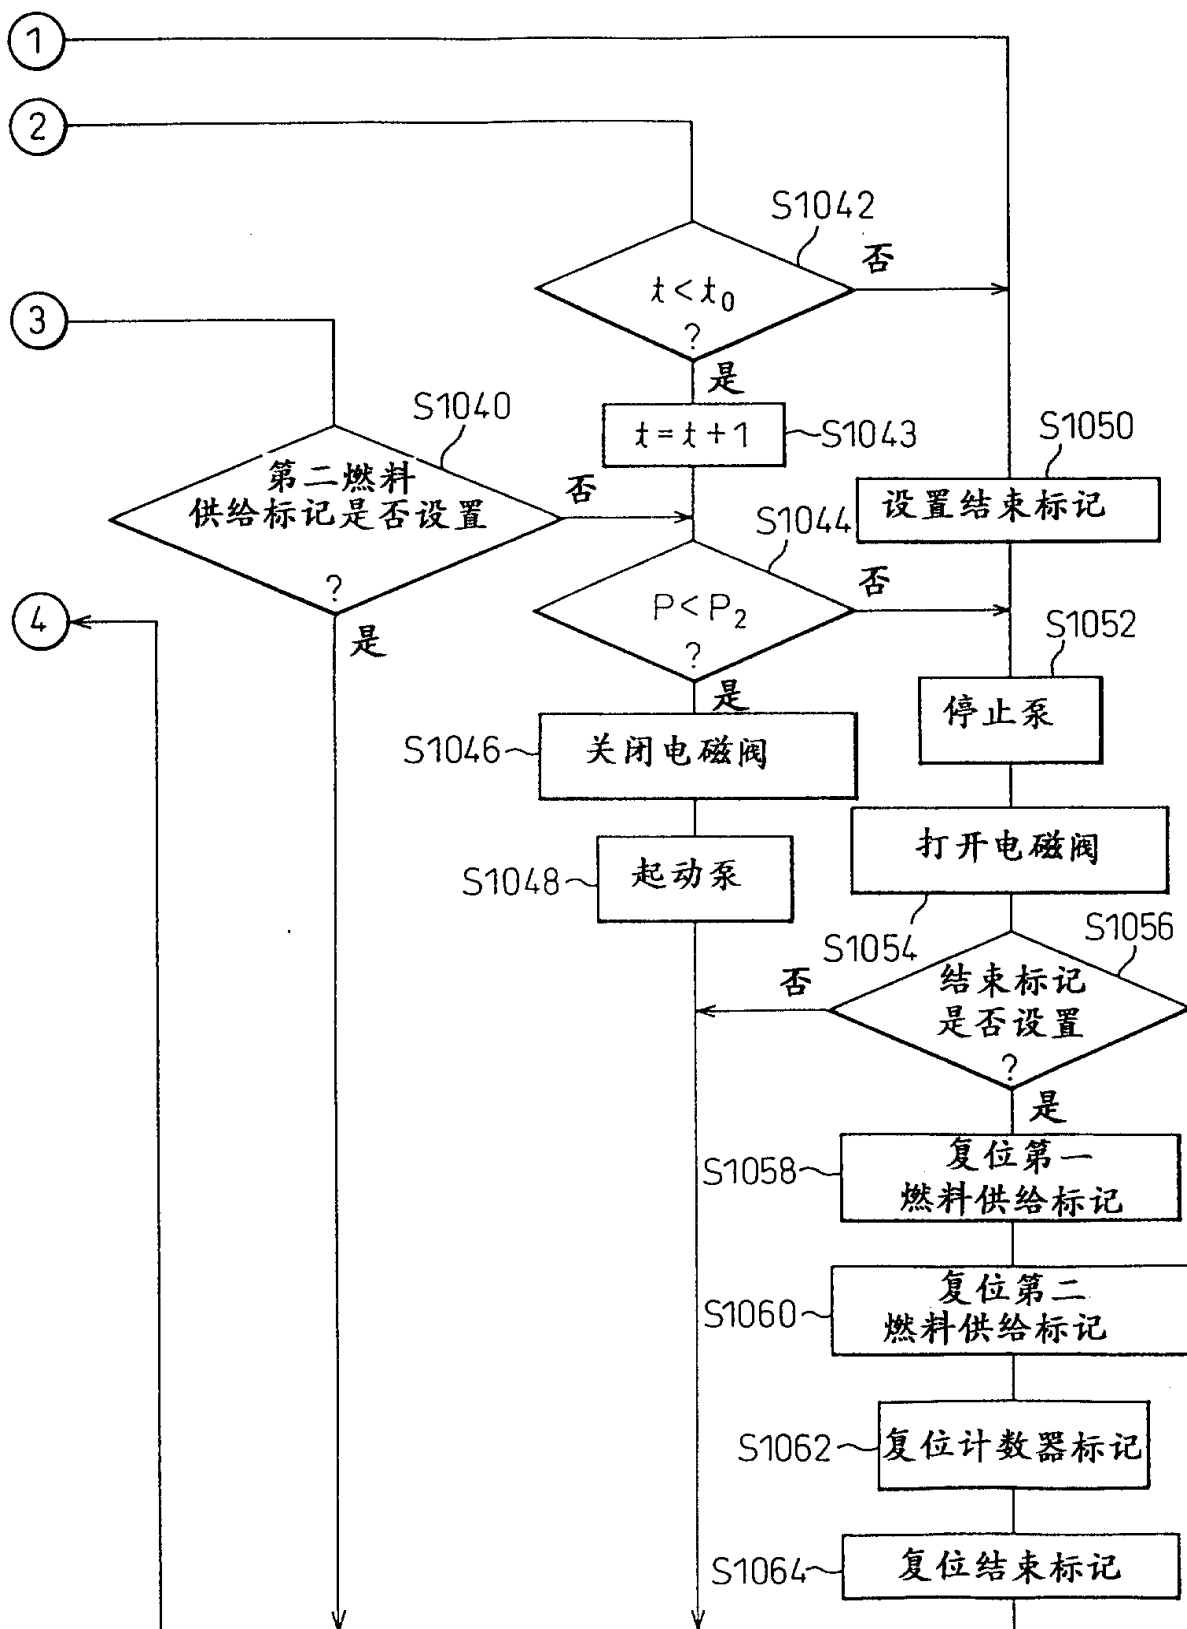 1
2
S1042
否
t<t0
?
3
是
S1040
t=t+1
S1043
S1050
第二燃料
供给标记是否设置
?
否
设置结束标记
S1044
否
4
P<P2
?
是
S1052
是
停止泵
S1046
关闭电磁阀
打开电磁阀
S1048
起动泵
S1054
S1056
否
结束标记
是否设置
?
是
S1058
复位第一
燃料供给标记
S1060
复位第二
燃料供给标记
S1062
复位计数器标记
S1064
复位结束标记